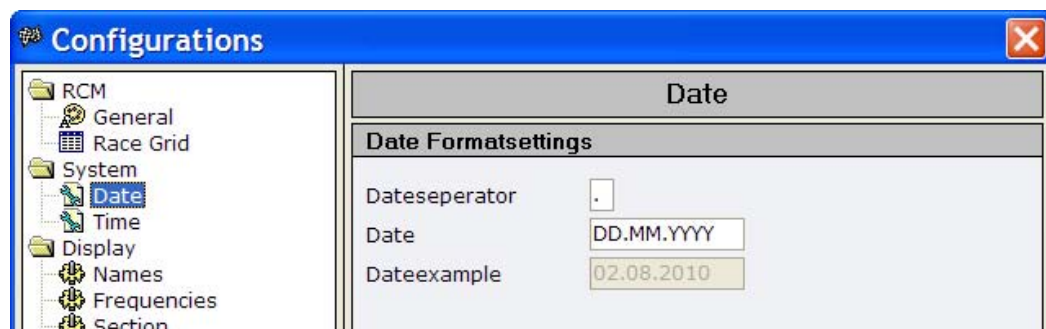 Configurations
RCM
General
Race Grid
System
Date
Time
Display
Names
Frequencies
Section
Date
Date Formatsettings
Dateseperator .
Date DD.MM.YYYY
Dateexample 02.08.2010